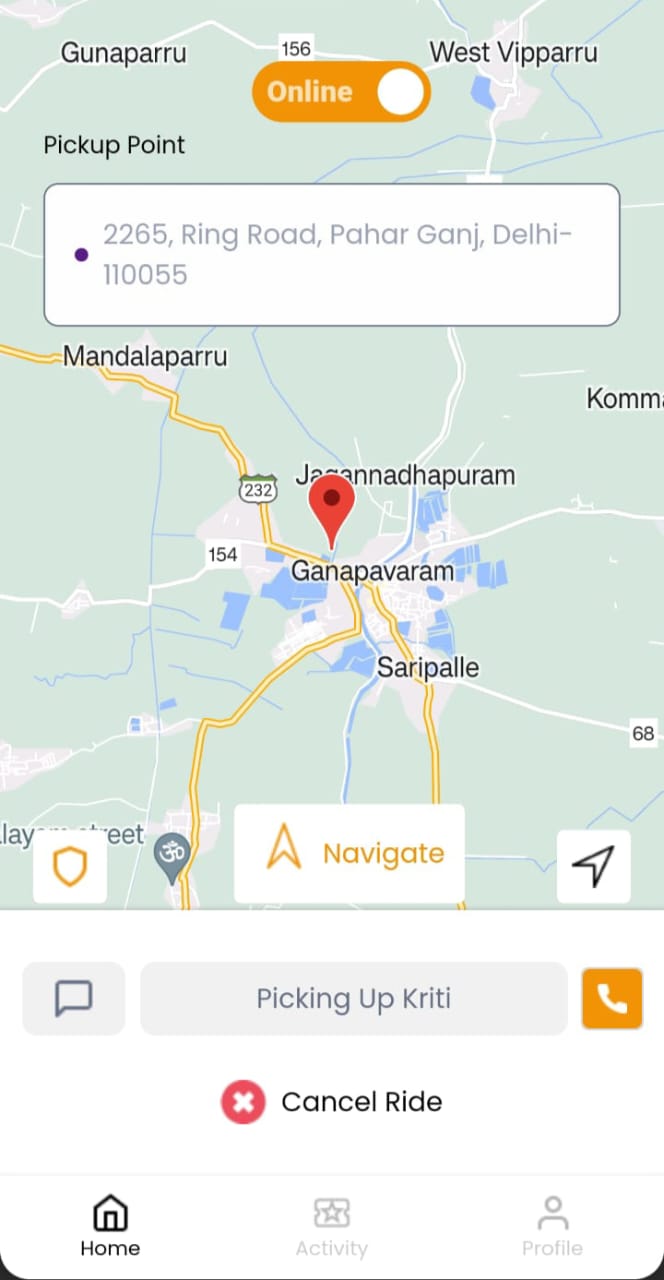 Gunaparru
156
West Vipparru
Online
Pickup Point
2265, Ring Road, Pahar Ganj, Delhi-
110055
Mandalaparru
Komma
Jagannadhapuram
232
154
Ganapavaram
Saripalle
68
ॐ
Navigate
Picking Up Kriti
Cancel Ride
Home
Activity
Profile